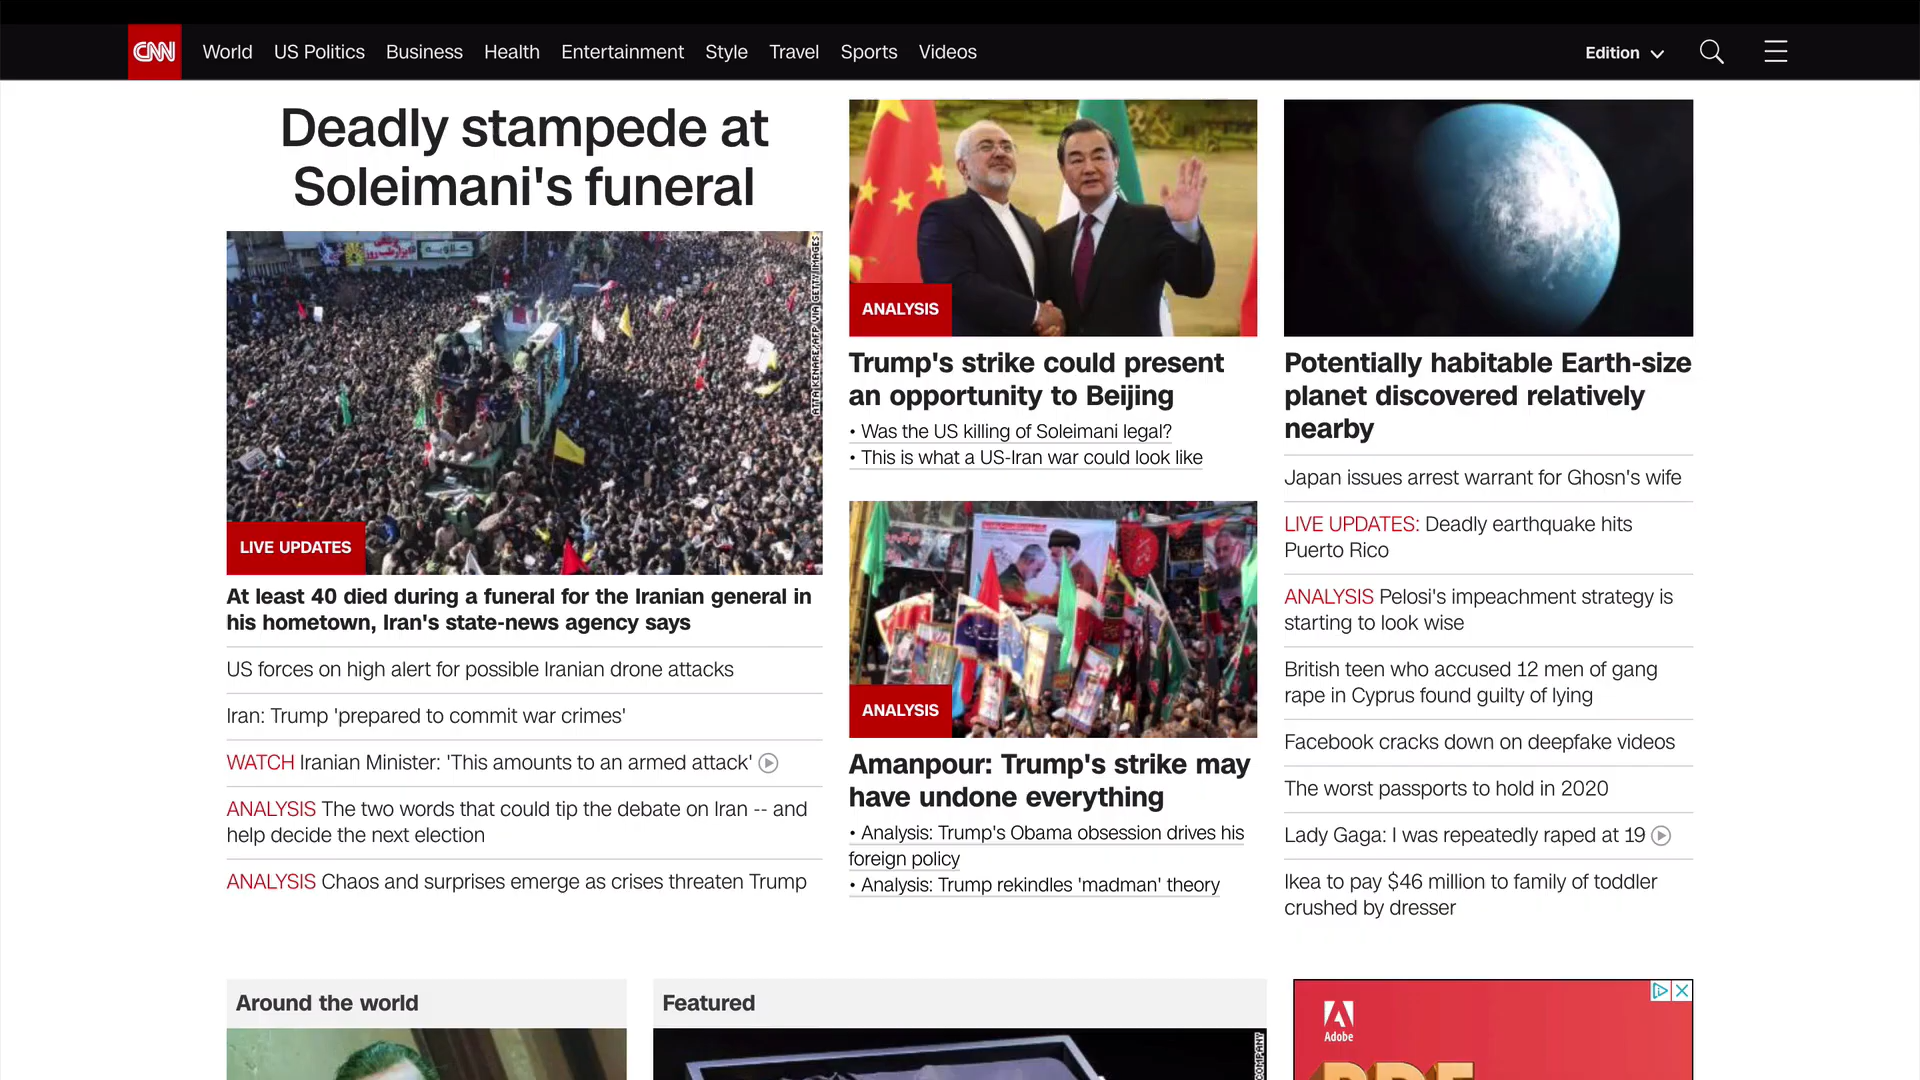 CNN
World
US Politics
Business
Health
Entertainment
Style
Travel
Sports
Videos
Edition
Deadly stampede at
Soleimani's funeral
ATTA KENARE/AFP VIA GETTY IMAGES
LIVE UPDATES
At least 40 died during a funeral for the Iranian general in
his hometown, Iran's state-news agency says
US forces on high alert for possible Iranian drone attacks
Iran: Trump 'prepared to commit war crimes'
WATCH Iranian Minister: 'This amounts to an armed attack'
ANALYSIS The two words that could tip the debate on Iran -- and
help decide the next election
ANALYSIS Chaos and surprises emerge as crises threaten Trump
ANALYSIS
Trump's strike could present
an opportunity to Beijing
• Was the US killing of Soleimani legal?
• This is what a US-Iran war could look like
ANALYSIS
Amanpour: Trump's strike may
have undone everything
• Analysis: Trump's Obama obsession drives his
foreign policy
• Analysis: Trump rekindles 'madman' theory
Potentially habitable Earth-size
planet discovered relatively
nearby
Japan issues arrest warrant for Ghosn's wife
LIVE UPDATES: Deadly earthquake hits
Puerto Rico
ANALYSIS Pelosi's impeachment strategy is
starting to look wise
British teen who accused 12 men of gang
rape in Cyprus found guilty of lying
Facebook cracks down on deepfake videos
The worst passports to hold in 2020
Lady Gaga: I was repeatedly raped at 19
Ikea to pay $46 million to family of toddler
crushed by dresser
Around the world
Featured
COMPANY
Adobe
PDF